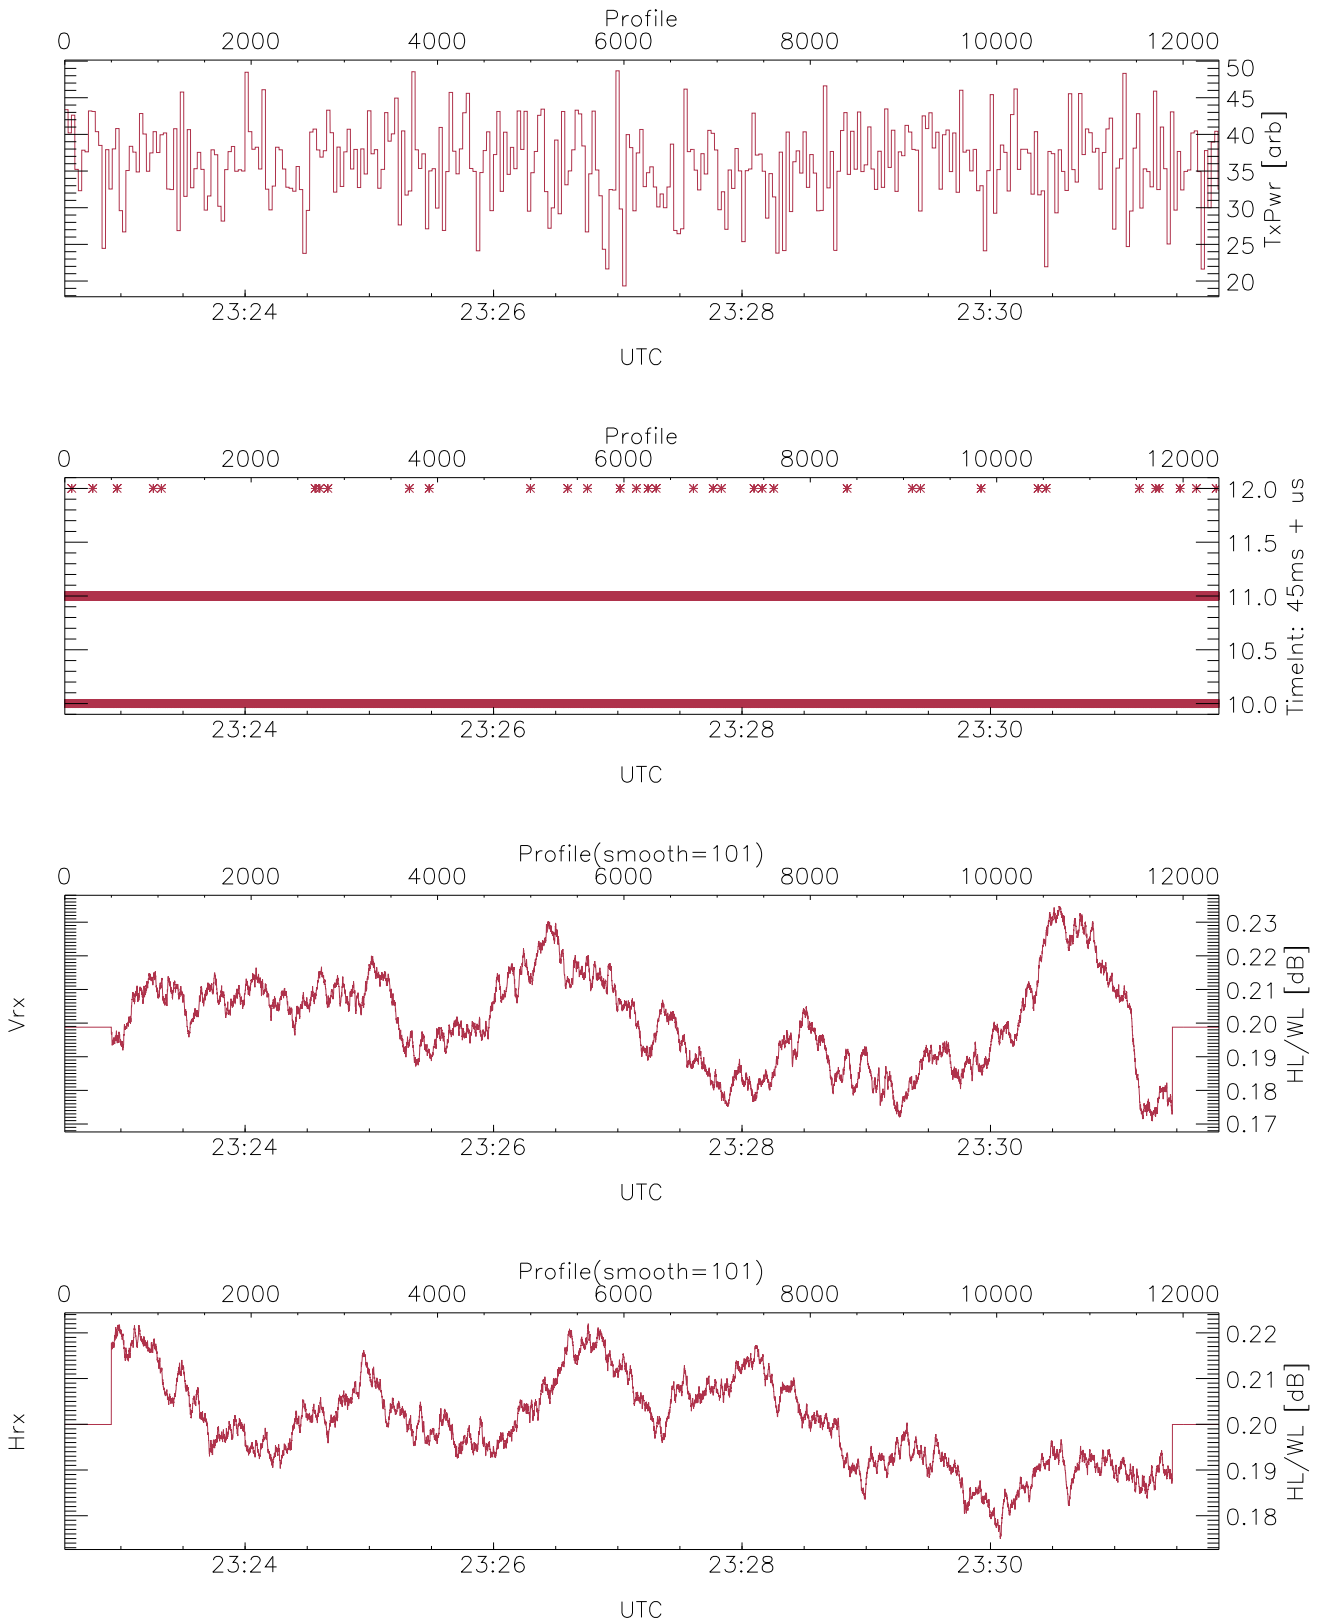 Profile
0 2000 4000 6000 8000 10000 12000
50
45
40
35
30
25
20
TxPwr [arb]
23:24 23:26 23:28 23:30
UTC
Profile
0 2000 4000 6000 8000 10000 12000
12.0
11.5
11.0
10.5
10.0
TimeInt: 45ms + us
23:24 23:26 23:28 23:30
UTC
Profile(smooth=101)
0 2000 4000 6000 8000 10000 12000
Vrx
0.23
0.22
0.21
0.20
0.19
0.18
0.17
HL/WL [dB]
23:24 23:26 23:28 23:30
UTC
Profile(smooth=101)
0 2000 4000 6000 8000 10000 12000
Hrx
0.22
0.21
0.20
0.19
0.18
HL/WL [dB]
23:24 23:26 23:28 23:30
UTC